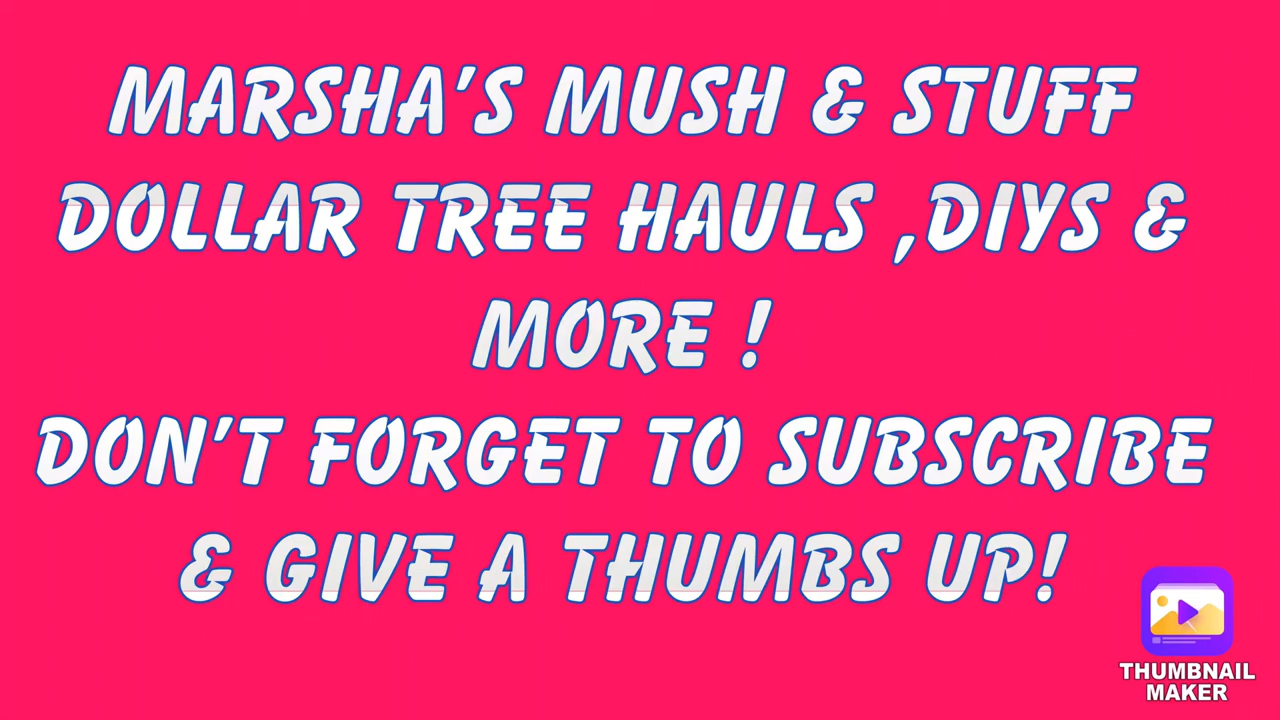 MARSHA'S MUSH & STUFF
DOLLAR TREE HAULS ,DIYS &
MORE !
DON'T FORGET TO SUBSCRIBE
& GIVE A THUMBS UP!
THUMBNAIL
MAKER